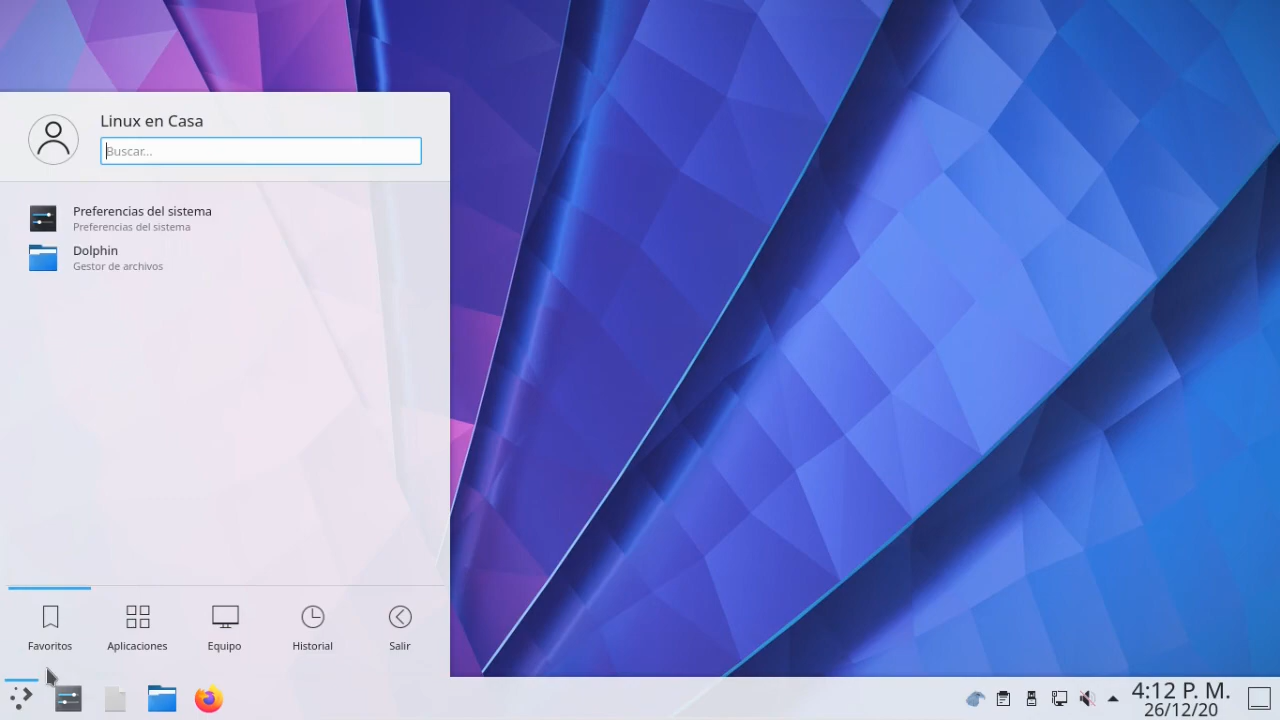 Linux en Casa
Buscar...
Preferencias del sistema
Preferencias del sistema
Dolphin
Gestor de archivos
Favoritos
Aplicaciones
Equipo
Historial
Salir
4:12 P. M.
26/12/20